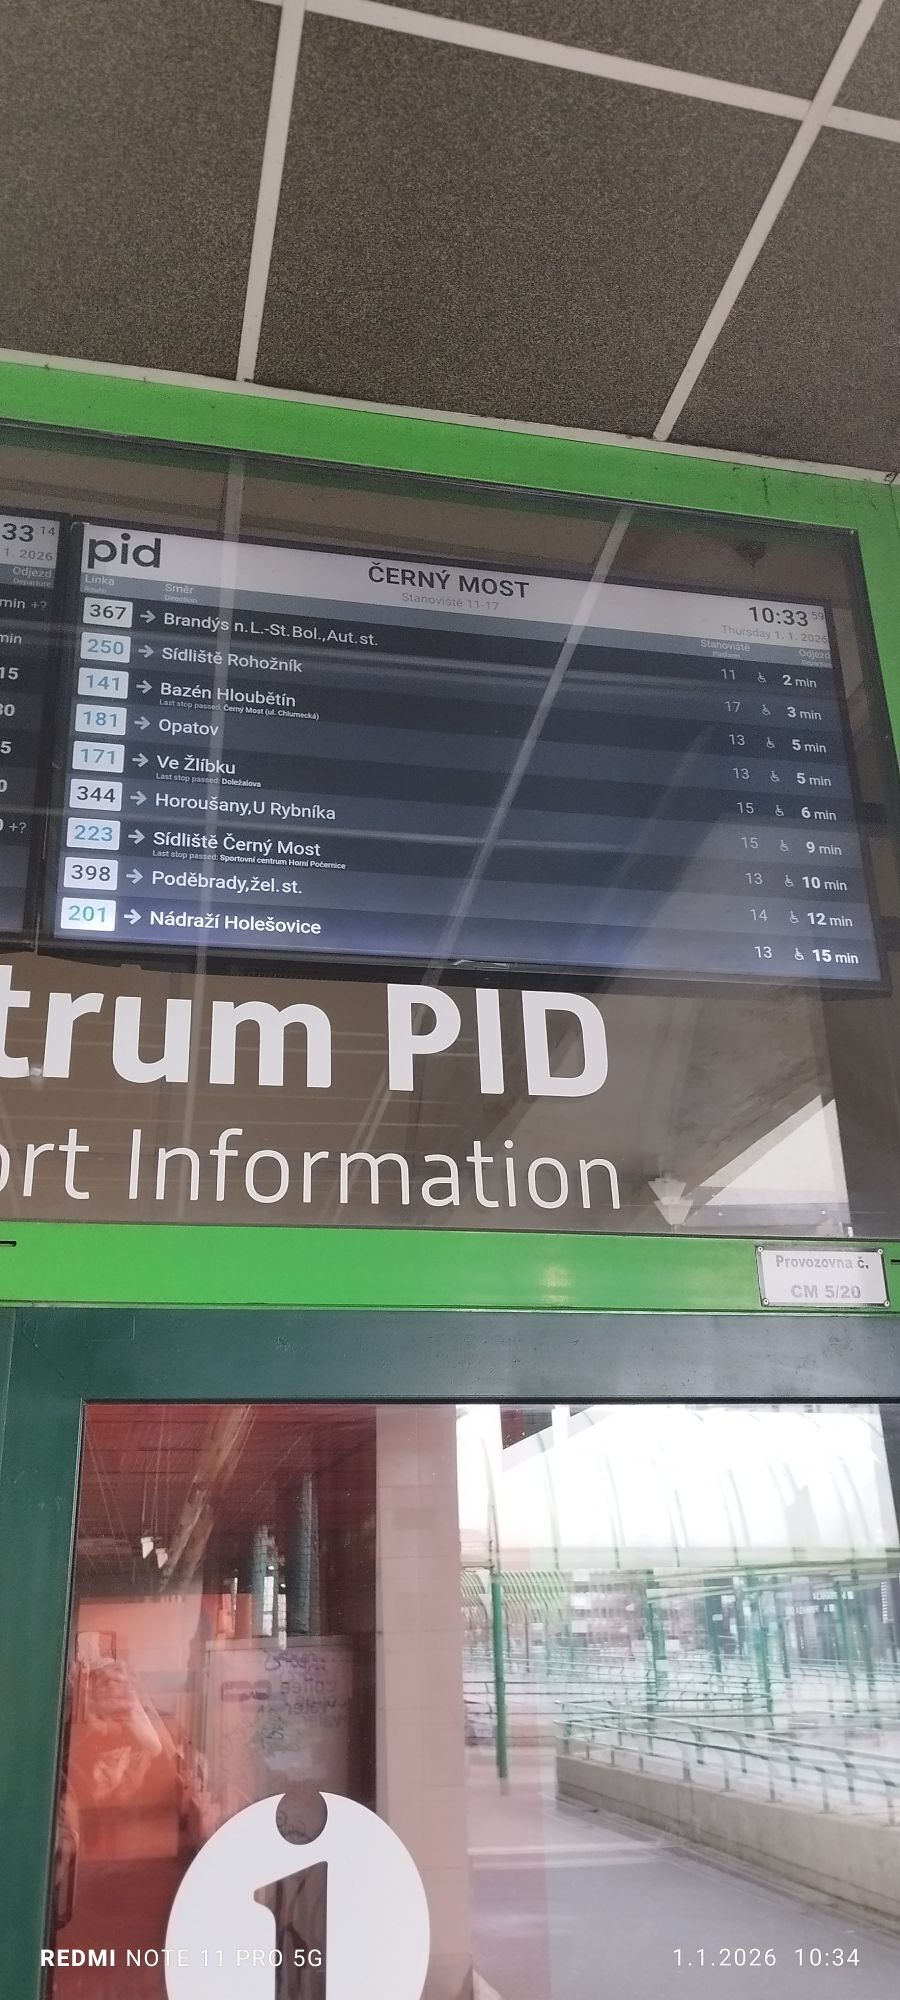 33 14
1. 2026
Odjezd
Departure
min +?
min
15
30
5
0
+?
pid
ČERNÝ MOST
Stanoviště 11-17
10:33 59
Thursday 1. 1. 2026
Linka
Route
Směr
Direction
Stanoviště
Platform
Odjezd
Departure
367 → Brandýs n.L.-St.Bol.,Aut.st. 11 2 min
250 → Sídliště Rohožník 17 3 min
141 → Bazén Hloubětín 13 5 min
Last stop passed: Černý Most (ul. Chlumecká)
181 → Opatov 13 5 min
171 → Ve Žlíbku 15 6 min
Last stop passed: Doležalova
344 → Horoušany,U Rybníka 15 9 min
223 → Sídliště Černý Most 13 10 min
Last stop passed: Sportovní centrum Horní Počernice
398 → Poděbrady,žel.st. 14 12 min
201 → Nádraží Holešovice 13 15 min
trum PID
ort Information
Provozovna č.
CM 5/20
coffee
water
i
REDMI NOTE 11 PRO 5G
1.1.2026 10:34